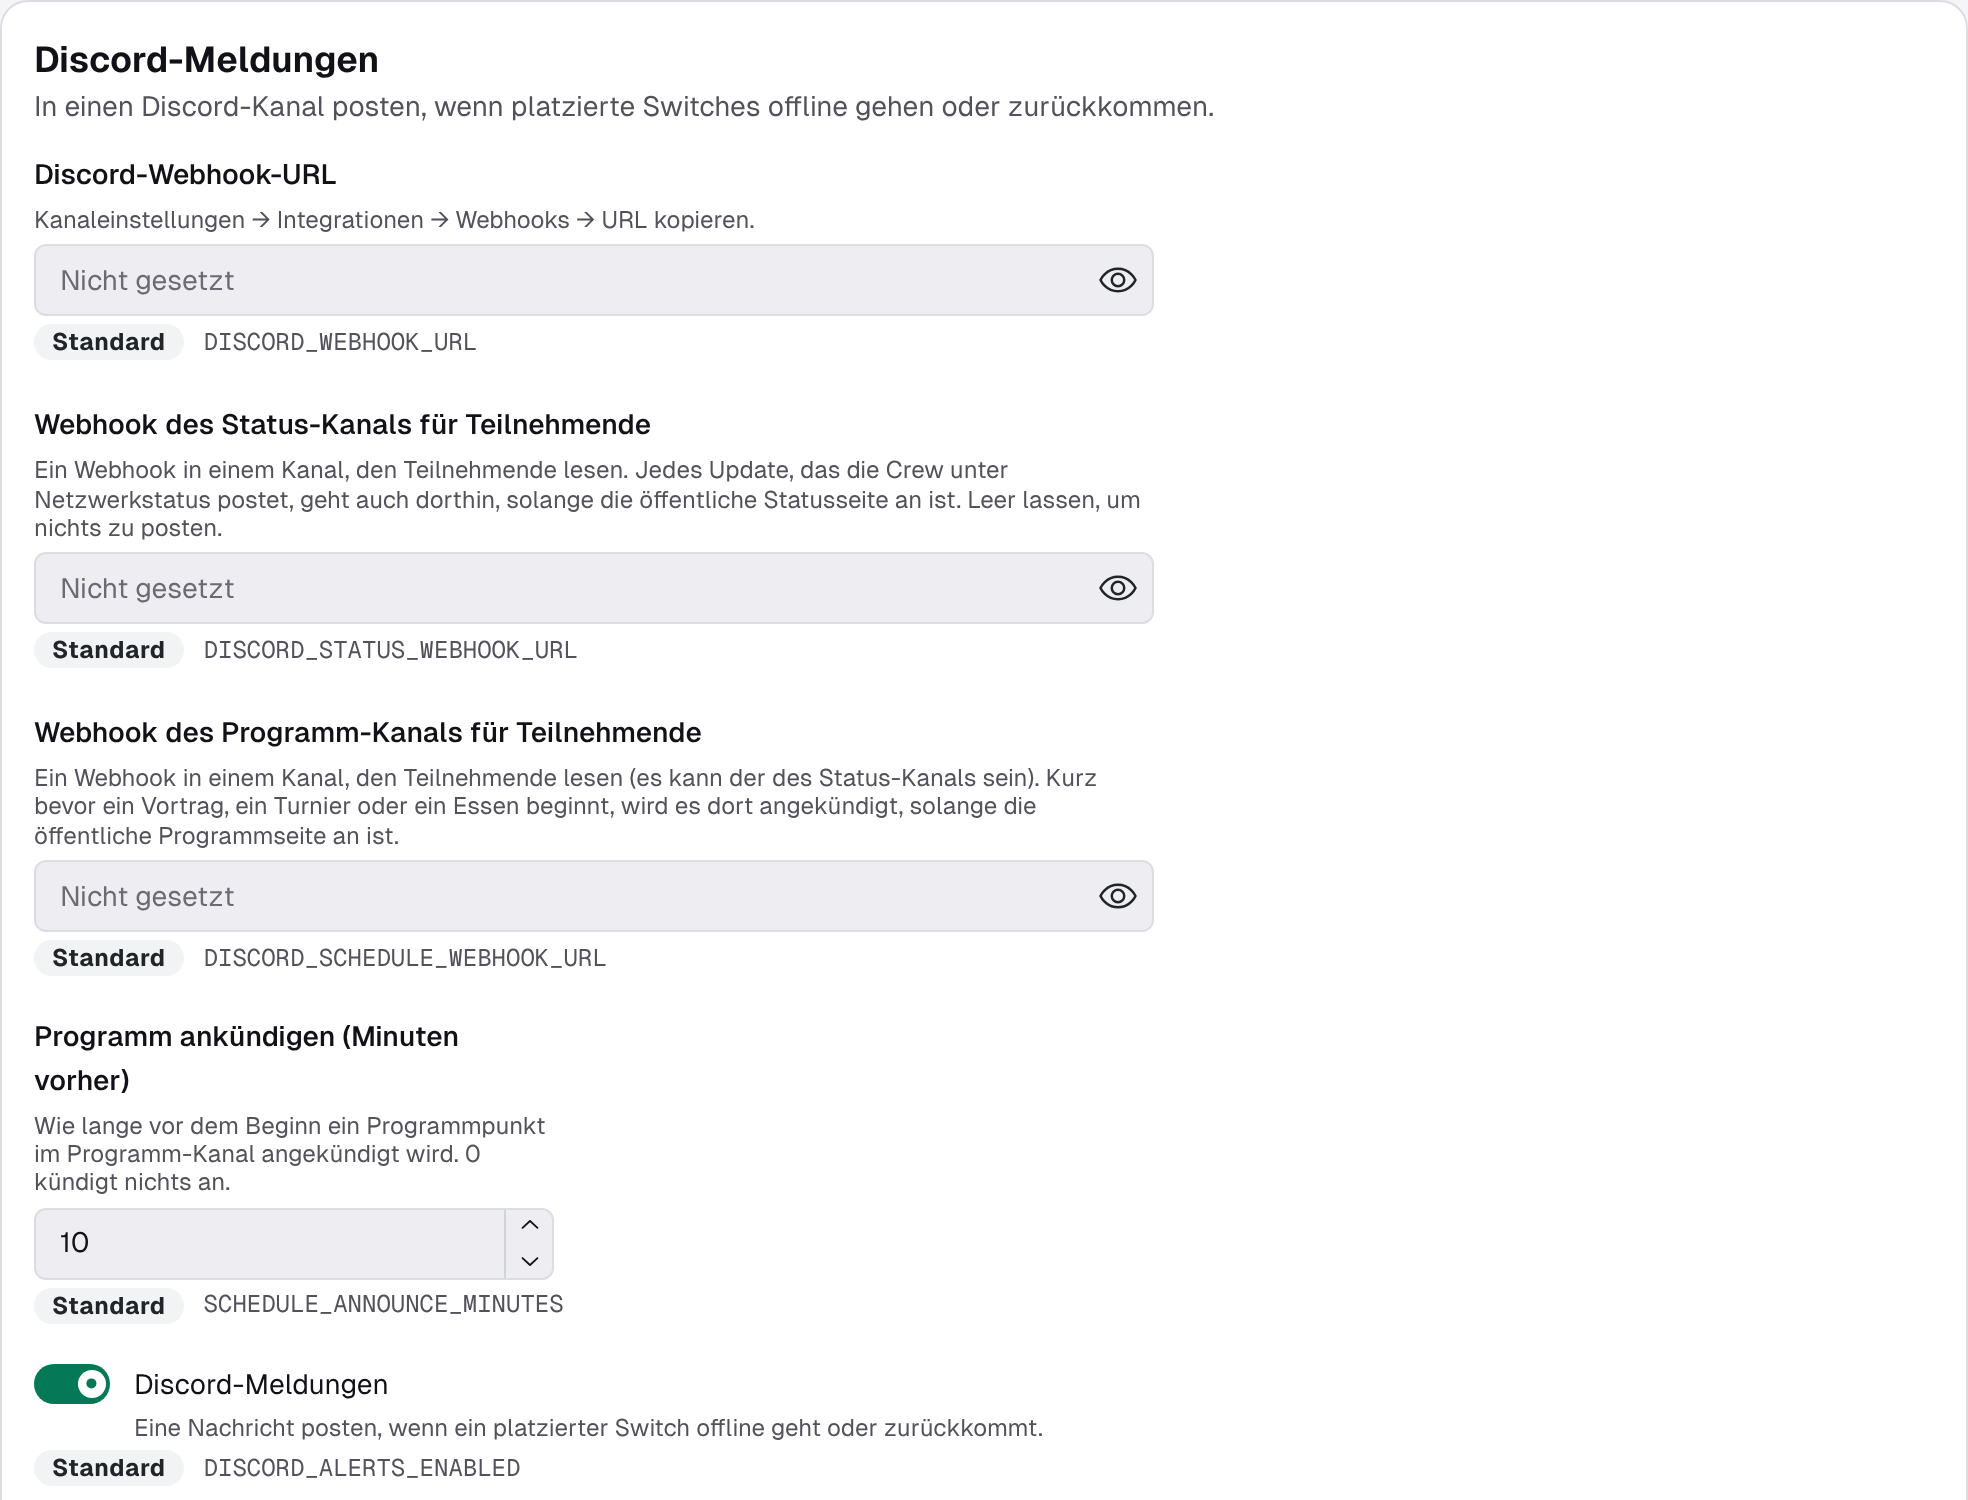 Discord-Meldungen
In einen Discord-Kanal posten, wenn platzierte Switches offline gehen oder zurückkommen.
Discord-Webhook-URL
Kanaleinstellungen → Integrationen → Webhooks → URL kopieren.
Nicht gesetzt
Standard DISCORD_WEBHOOK_URL
Webhook des Status-Kanals für Teilnehmende
Ein Webhook in einem Kanal, den Teilnehmende lesen. Jedes Update, das die Crew unter
Netzwerkstatus postet, geht auch dorthin, solange die öffentliche Statusseite an ist. Leer lassen, um
nichts zu posten.
Nicht gesetzt
Standard DISCORD_STATUS_WEBHOOK_URL
Webhook des Programm-Kanals für Teilnehmende
Ein Webhook in einem Kanal, den Teilnehmende lesen (es kann der des Status-Kanals sein). Kurz
bevor ein Vortrag, ein Turnier oder ein Essen beginnt, wird es dort angekündigt, solange die
öffentliche Programmseite an ist.
Nicht gesetzt
Standard DISCORD_SCHEDULE_WEBHOOK_URL
Programm ankündigen (Minuten
vorher)
Wie lange vor dem Beginn ein Programmpunkt
im Programm-Kanal angekündigt wird. 0
kündigt nichts an.
10
Standard SCHEDULE_ANNOUNCE_MINUTES
Discord-Meldungen
Eine Nachricht posten, wenn ein platzierter Switch offline geht oder zurückkommt.
Standard DISCORD_ALERTS_ENABLED